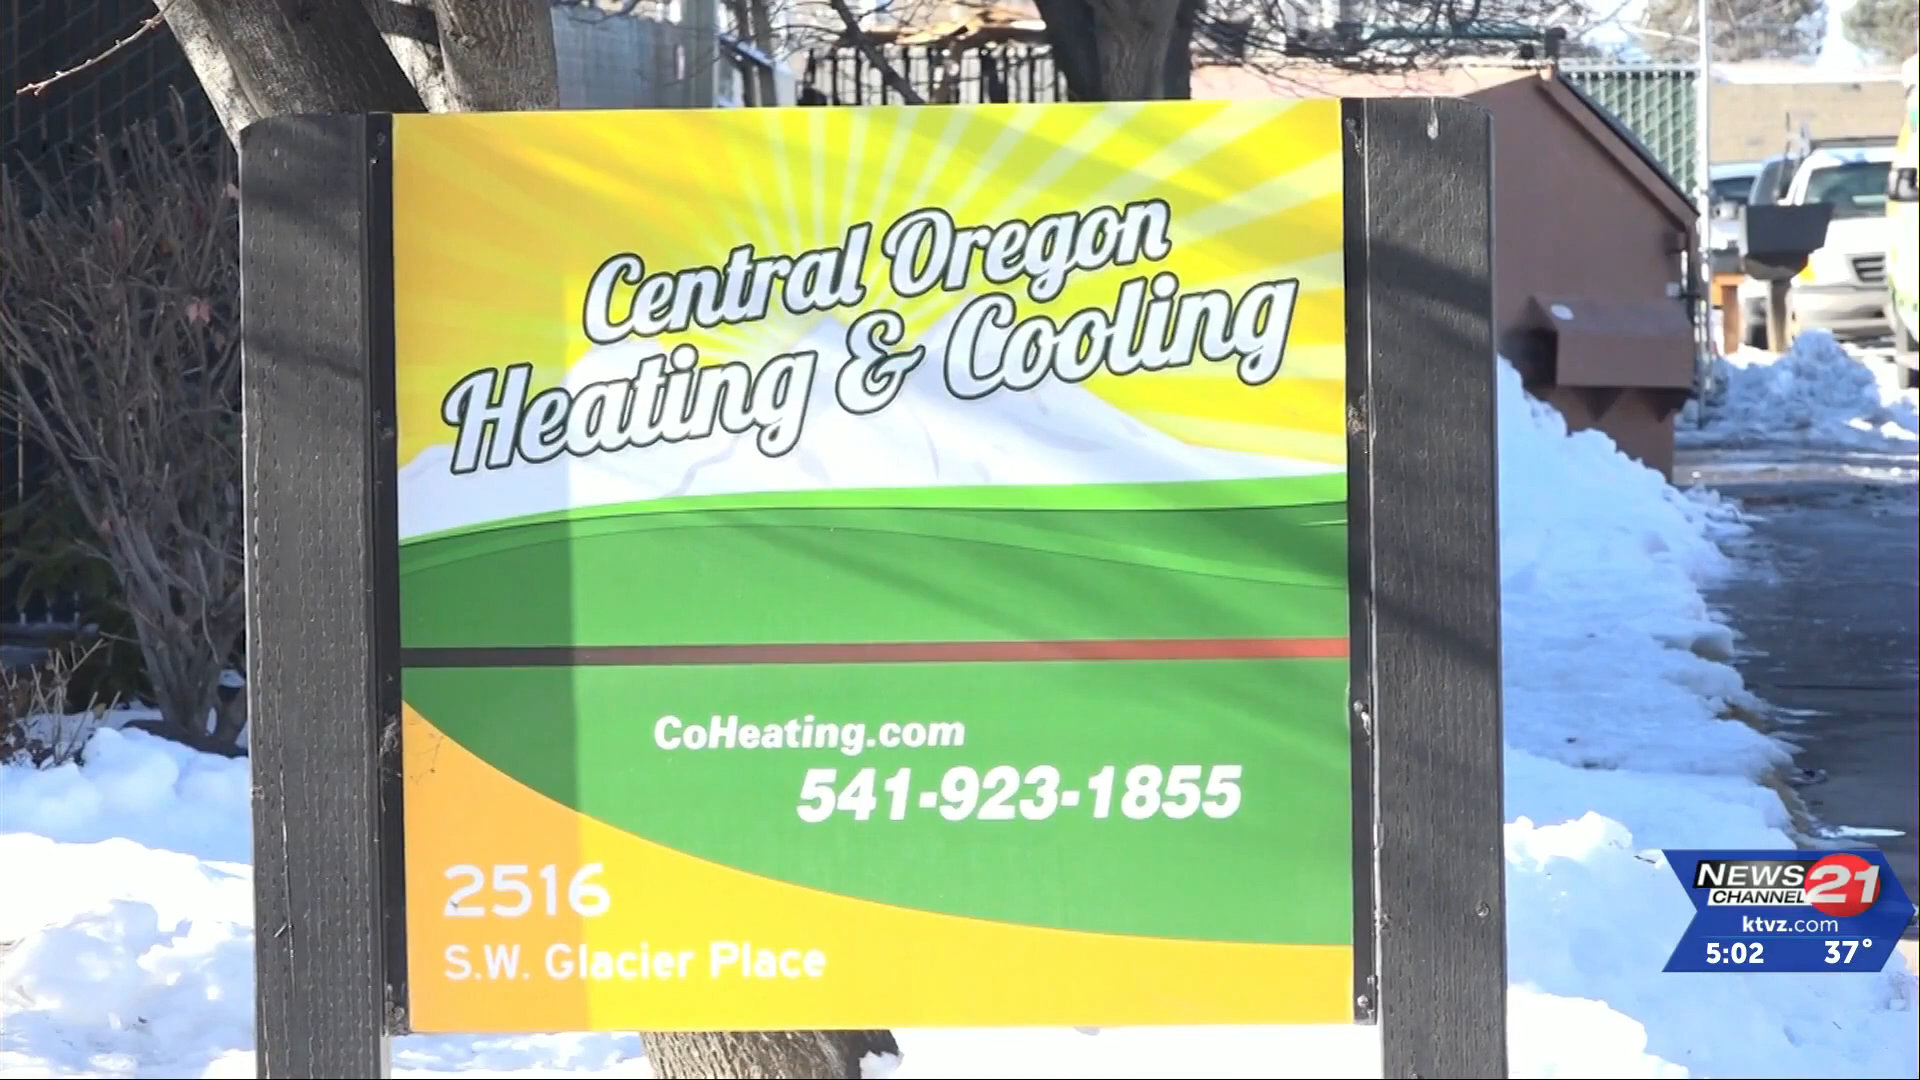 Central Oregon
Heating & Cooling
CoHeating.com
541-923-1855
2516
S.W. Glacier Place
NEWS 21
CHANNEL
ktvz.com
5:02 37°